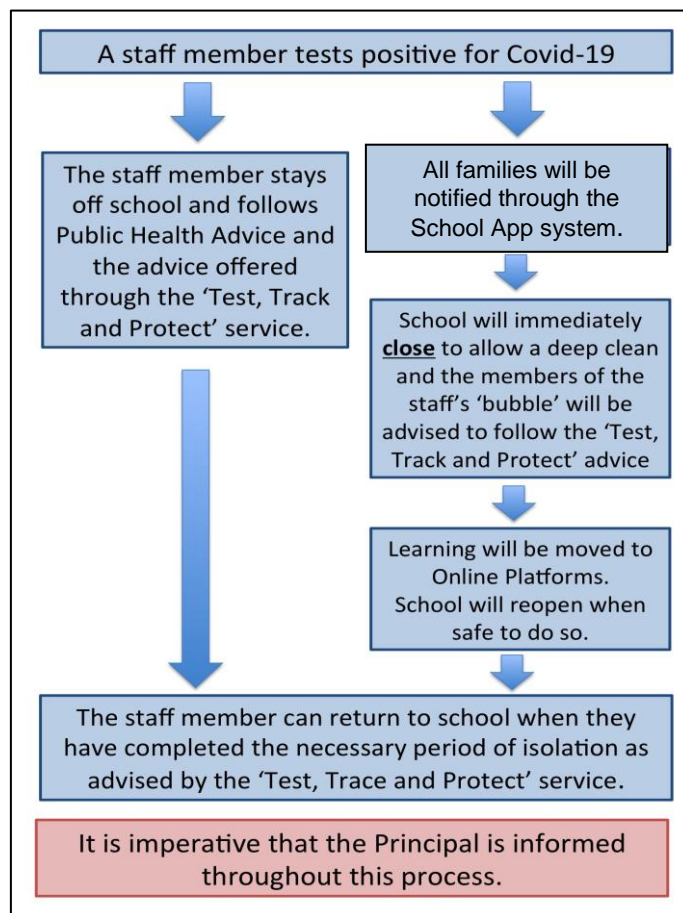 A staff member tests positive for Covid-19
The staff member stays
off school and follows
Public Health Advice and
the advice offered
through the ‘Test, Track
and Protect’ service.
All families will be
notified through the
School App system.
School will immediately
close to allow a deep clean
and the members of the
staff’s ‘bubble’ will be
advised to follow the ‘Test,
Track and Protect’ advice
Learning will be moved to
Online Platforms.
School will reopen when
safe to do so.
The staff member can return to school when they
have completed the necessary period of isolation as
advised by the ‘Test, Trace and Protect’ service.
It is imperative that the Principal is informed
throughout this process.